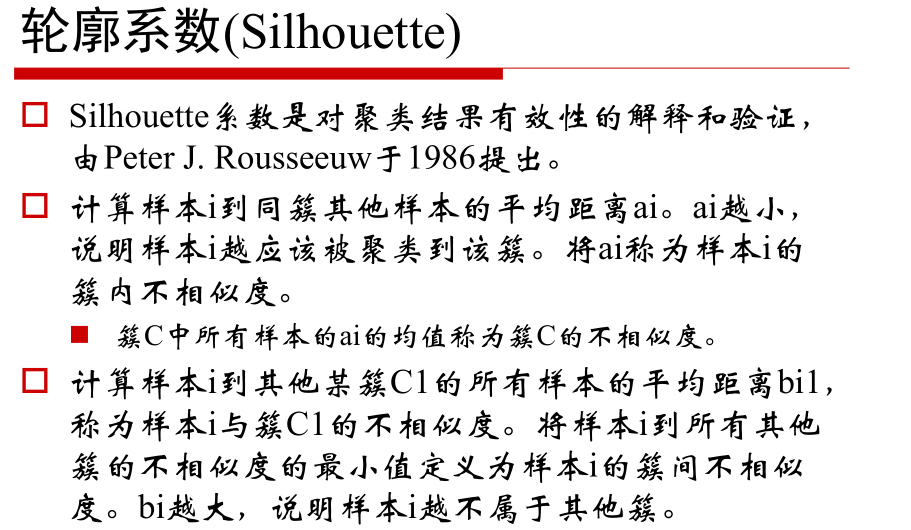 轮廓系数(Silhouette)
Silhouette系数是对聚类结果有效性的解释和验证，
由Peter J. Rousseeuw于1986提出。
计算样本i到同簇其他样本的平均距离ai。ai越小，
说明样本i越应该被聚类到该簇。将ai称为样本i的
簇内不相似度。
簇C中所有样本的ai的均值称为簇C的不相似度。
计算样本i到其他某簇C1的所有样本的平均距离bi1，
称为样本i与簇C1的不相似度。将样本i到所有其他
簇的不相似度的最小值定义为样本i的簇间不相似
度。bi越大，说明样本i越不属于其他簇。